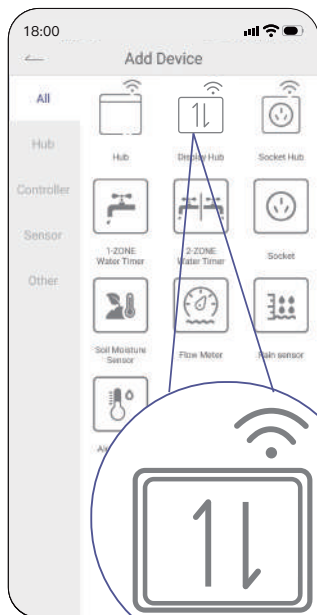 18:00
Add Device
All
Hub
Controller
Sensor
Other
Hub
Display Hub
Socket Hub
1-ZONE
Water Timer
2-ZONE
Water Timer
Socket
Soil Moisture
Sensor
Flow Meter
Rain sensor